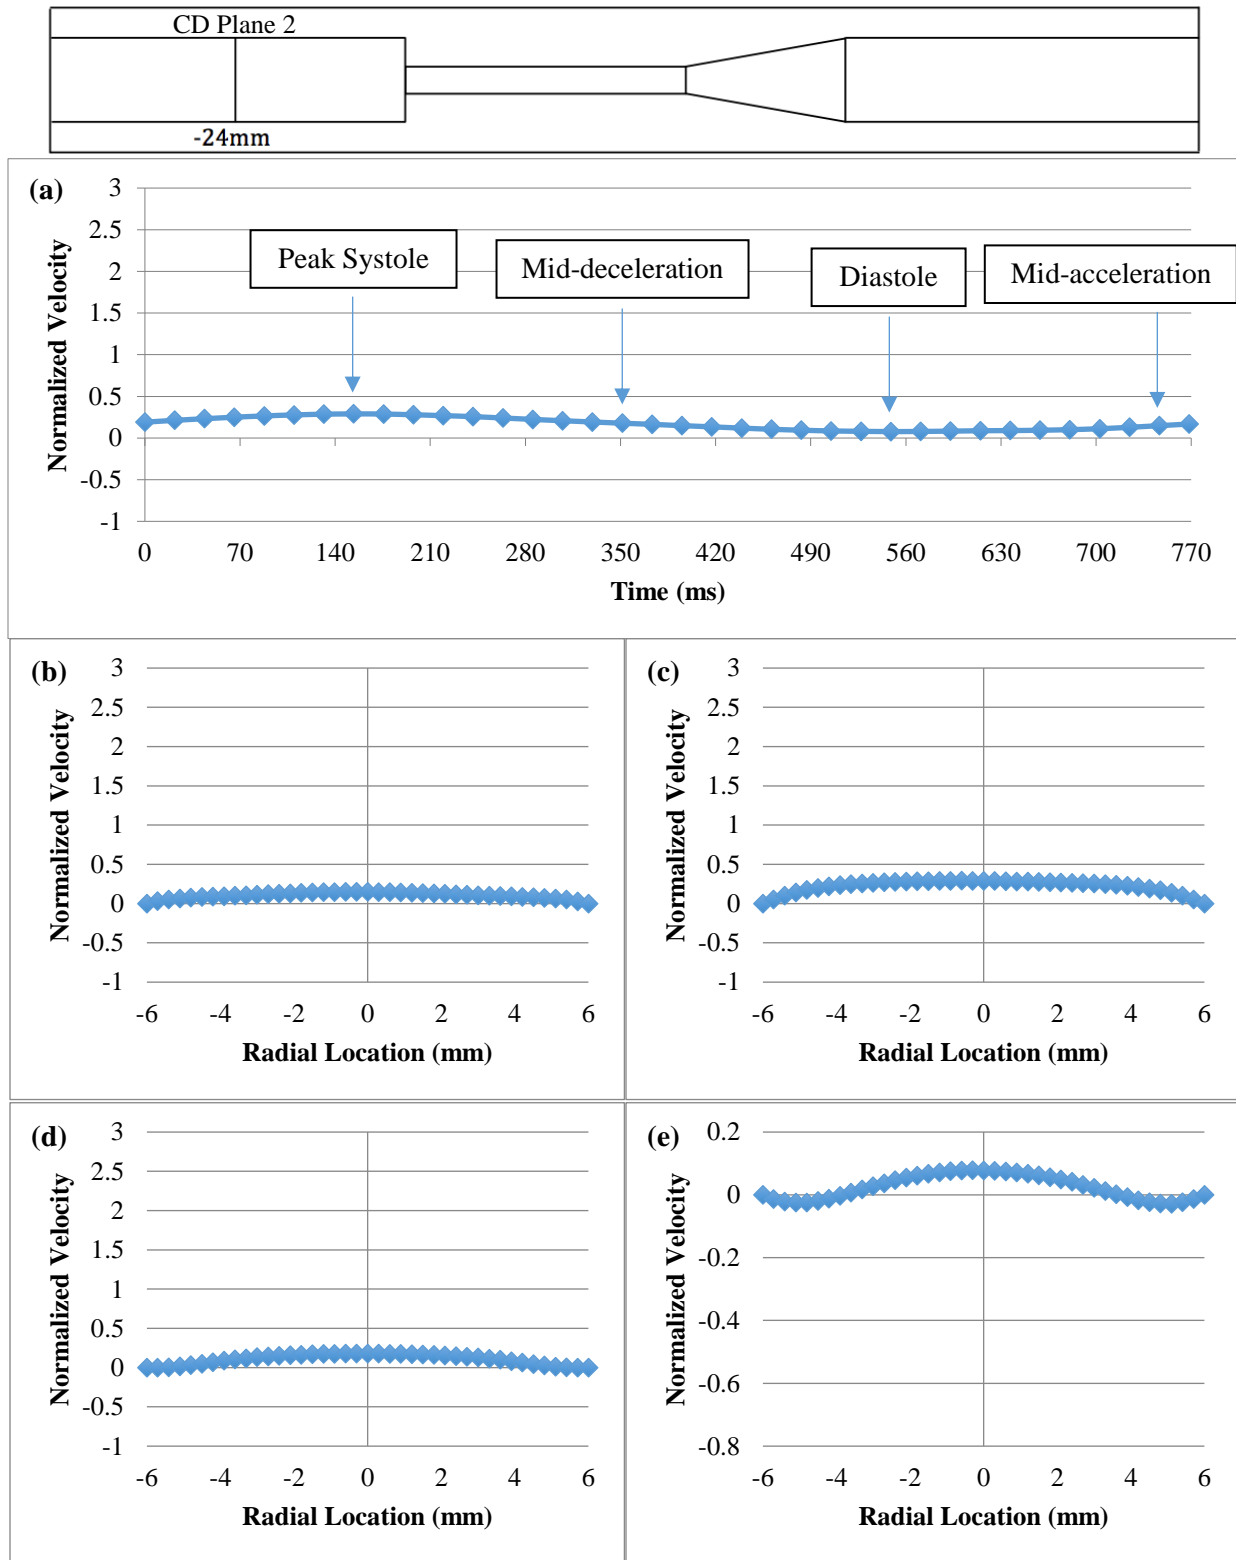 CD Plane 2
-24mm
(a)
Normalized Velocity
3
2.5
2
1.5
1
0.5
0
-0.5
-1
Peak Systole
Mid-deceleration
Diastole
Mid-acceleration
0 70 140 210 280 350 420 490 560 630 700 770
Time (ms)
(b)
Normalized Velocity
3
2.5
2
1.5
1
0.5
0
-0.5
-1
-6 -4 -2 0 2 4 6
Radial Location (mm)
(c)
Normalized Velocity
3
2.5
2
1.5
1
0.5
0
-0.5
-1
-6 -4 -2 0 2 4 6
Radial Location (mm)
(d)
Normalized Velocity
3
2.5
2
1.5
1
0.5
0
-0.5
-1
-6 -4 -2 0 2 4 6
Radial Location (mm)
(e)
Normalized Velocity
0.2
0
-0.2
-0.4
-0.6
-0.8
-6 -4 -2 0 2 4 6
Radial Location (mm)